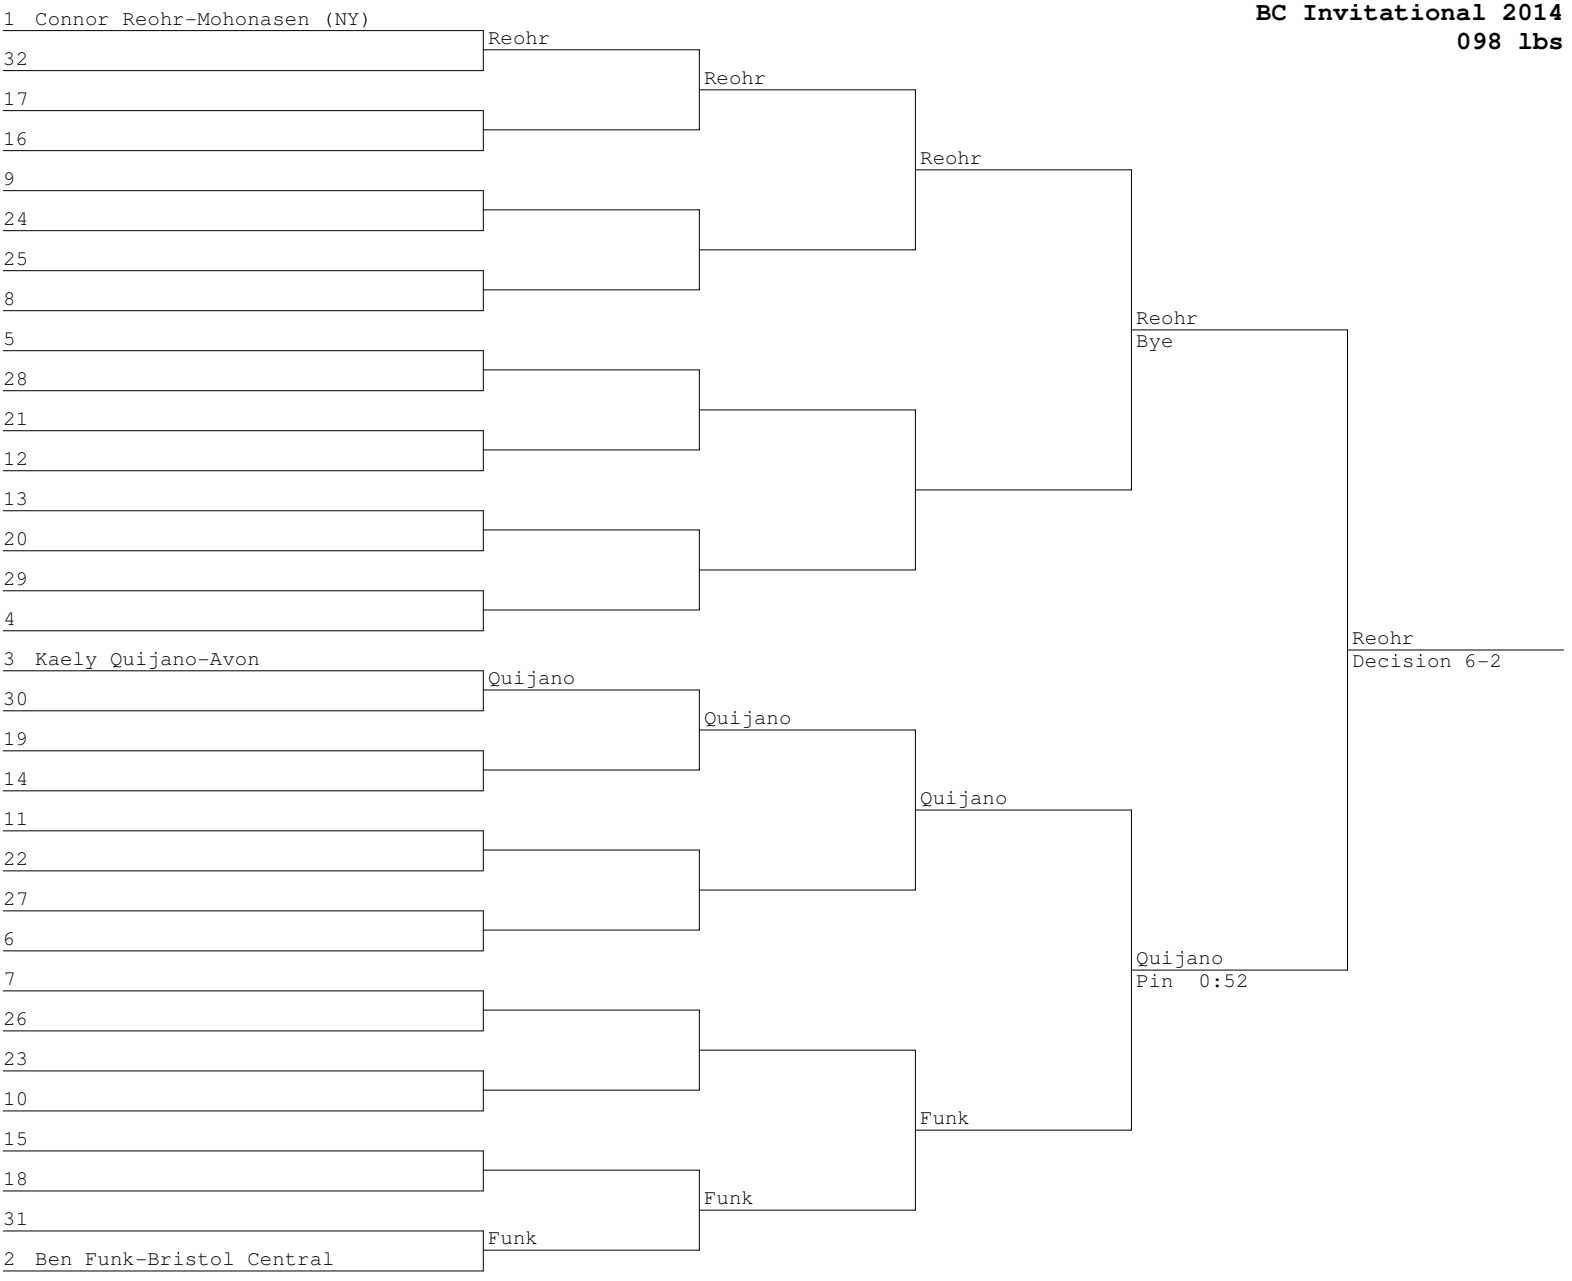 BC Invitational 2014
098 lbs
1 Connor Reohr-Mohonasen (NY)
Reohr
32
Reohr
17
16
Reohr
9
24
25
8
Reohr
Bye
5
28
21
12
13
20
29
4
Reohr
Decision 6-2
3 Kaely Quijano-Avon
Quijano
30
Quijano
19
14
Quijano
11
22
27
6
Quijano
Pin 0:52
7
26
23
10
Funk
15
18
Funk
31
Funk
2 Ben Funk-Bristol Central